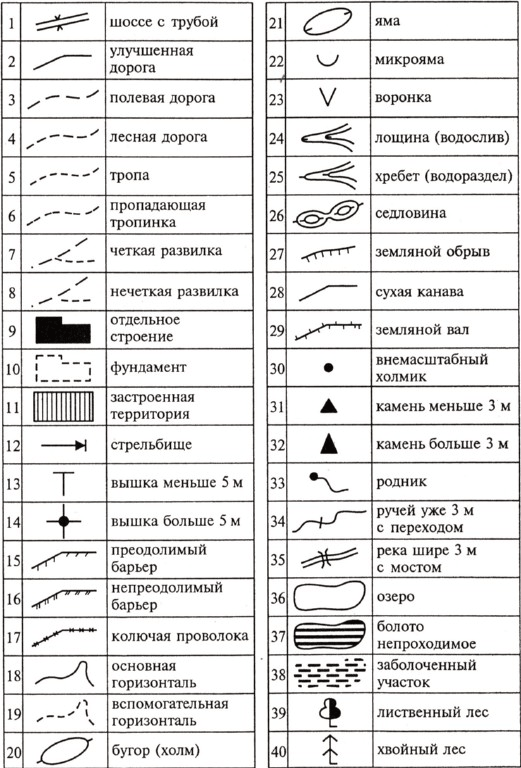 1 шоссе с трубой
2 улучшенная
дорога
3 полевая дорога
4 лесная дорога
5 тропа
6 пропадающая
тропинка
7 четкая развилка
8 нечеткая развилка
9 отдельное
строение
10 фундамент
11 застроенная
территория
12 стрельбище
13 вышка меньше 5 м
14 вышка больше 5 м
15 преодолимый
барьер
16 непреодолимый
барьер
17 колючая проволока
18 основная
горизонталь
19 вспомогательная
горизонталь
20 бугор (холм)
21 яма
22 микрояма
23 воронка
24 лощина (водослив)
25 хребет (водораздел)
26 седловина
27 земляной обрыв
28 сухая канава
29 земляной вал
30 внемасштабный
холмик
31 камень меньше 3 м
32 камень больше 3 м
33 родник
34 ручей уже 3 м
с переходом
35 река шире 3 м
с мостом
36 озеро
37 болото
непроходимое
38 заболоченный
участок
39 лиственный лес
40 хвойный лес